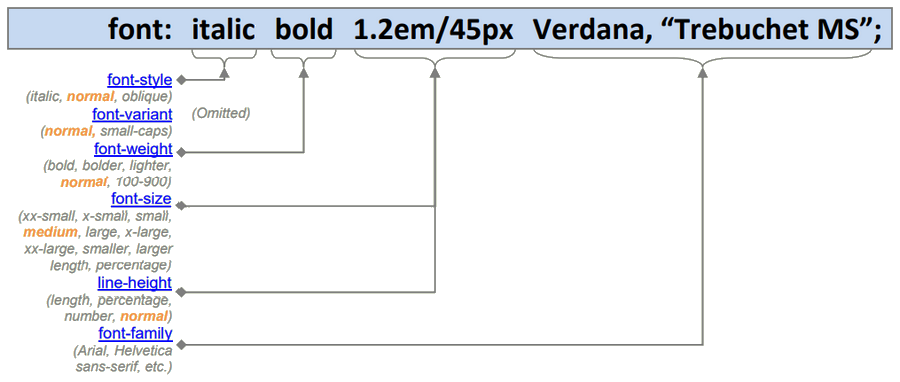 font: italic bold 1.2em/45px Verdana, “Trebuchet MS”;
font-style
(italic, normal, oblique)
font-variant (Omitted)
(normal, small-caps)
font-weight
(bold, bolder, lighter,
normal, 100-900)
font-size
(xx-small, x-small, small,
medium, large, x-large,
xx-large, smaller, larger
length, percentage)
line-height
(length, percentage,
number, normal)
font-family
(Arial, Helvetica
sans-serif, etc.)